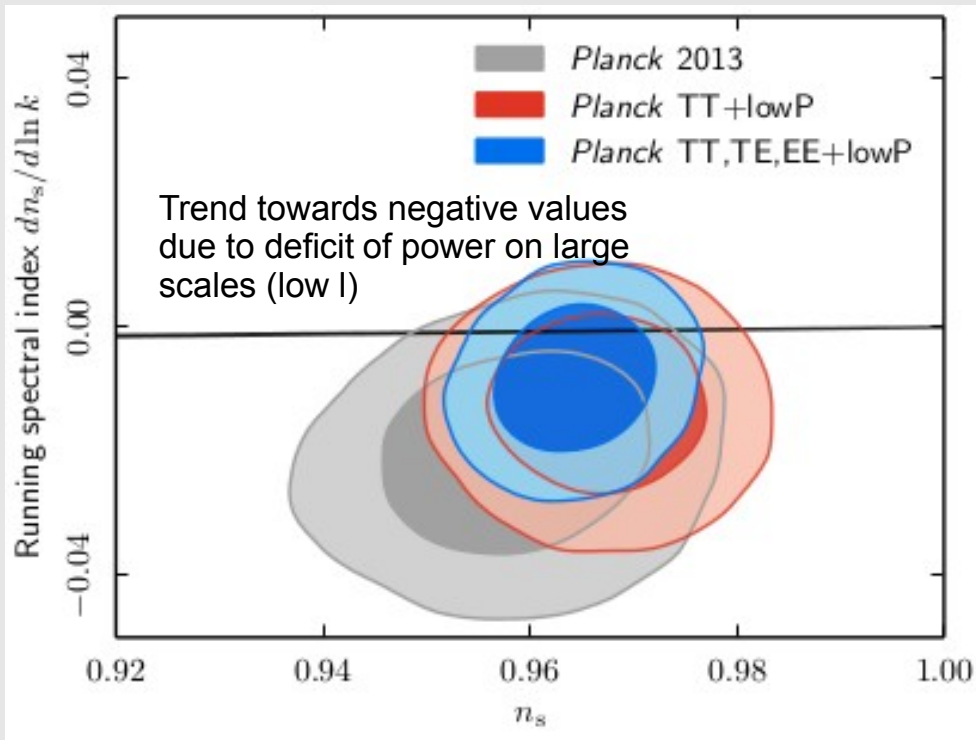 Planck 2013
Planck TT+lowP
Planck TT,TE,EE+lowP
Trend towards negative values
due to deficit of power on large
scales (low l)
Running spectral index dn_s/d ln k
0.04
0.00
−0.04
0.92 0.94 0.96 0.98 1.00
n_s